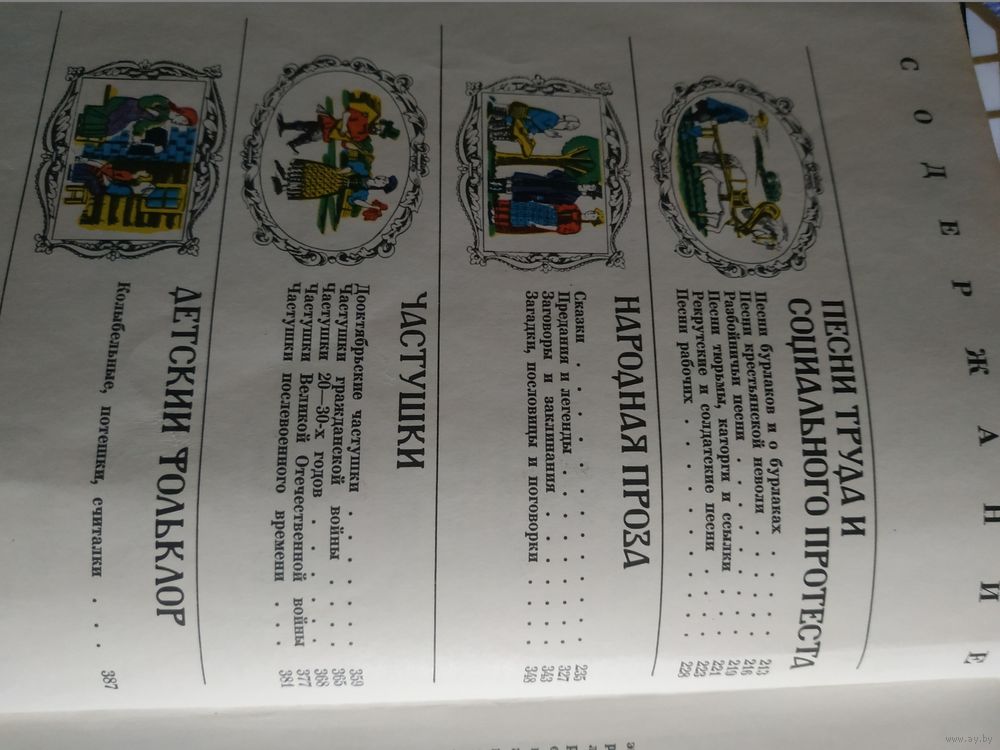 СОДЕРЖАНИЕ
ПЕСНИ ТРУДА И
СОЦИАЛЬНОГО ПРОТЕСТА
Песни бурлаков и о бурлаках . . . . 213
Песни крестьянской неволи . . . . . 216
Разбойничьи песни . . . . . . . 219
Песни тюрьмы, каторги и ссылки . . . 221
Рекрутские и солдатские песни . . . . 223
Песни рабочих . . . . . . . . 228
НАРОДНАЯ ПРОЗА
Сказки . . . . . . . . . . 235
Предания и легенды . . . . . . . 327
Заговоры и заклинания . . . . . . 343
Загадки, пословицы и поговорки . . . . 348
ЧАСТУШКИ
Дооктябрьские частушки . . . . . 359
Частушки гражданской войны . . . . 365
Частушки 20—30-х годов . . . . . 368
Частушки Великой Отечественной войны 377
Частушки послевоенного времени . . . 381
ДЕТСКИЙ ФОЛЬКЛОР
Колыбельные, потешки, считалки . . . 387
www.ay.by